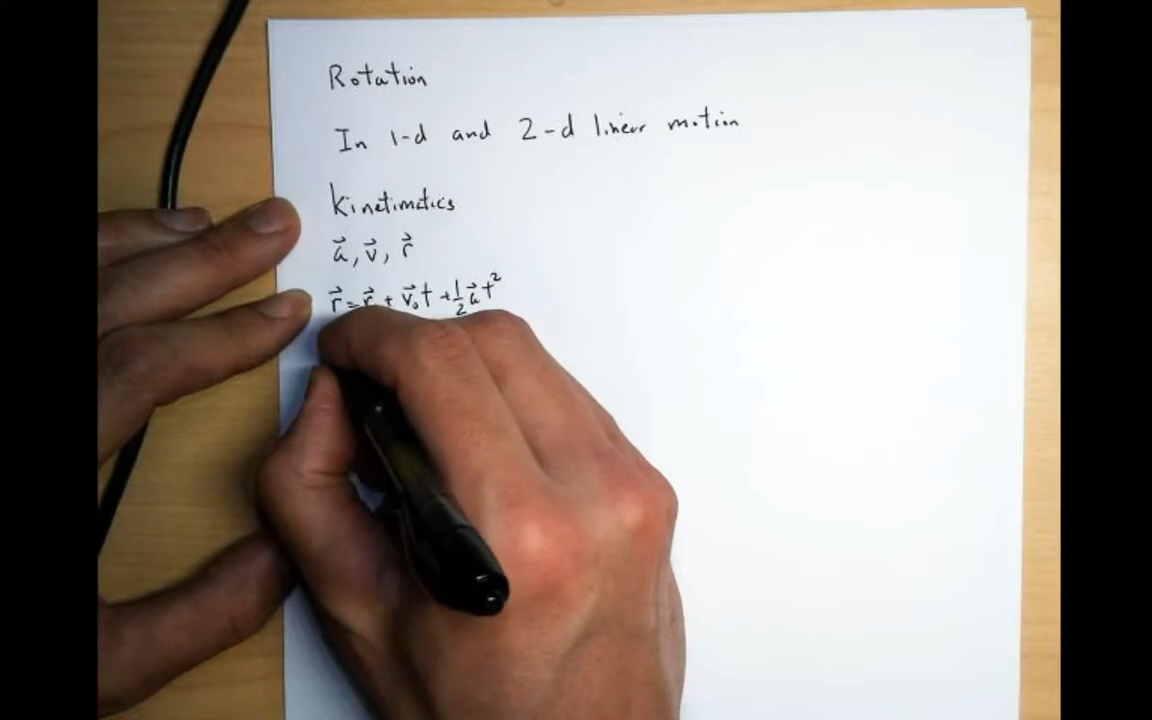 Rotation
In 1-d and 2-d linear motion
Kinetimatics
a⃗, v⃗, r⃗
r⃗ = r⃗ + v⃗₀t + ½a⃗t²